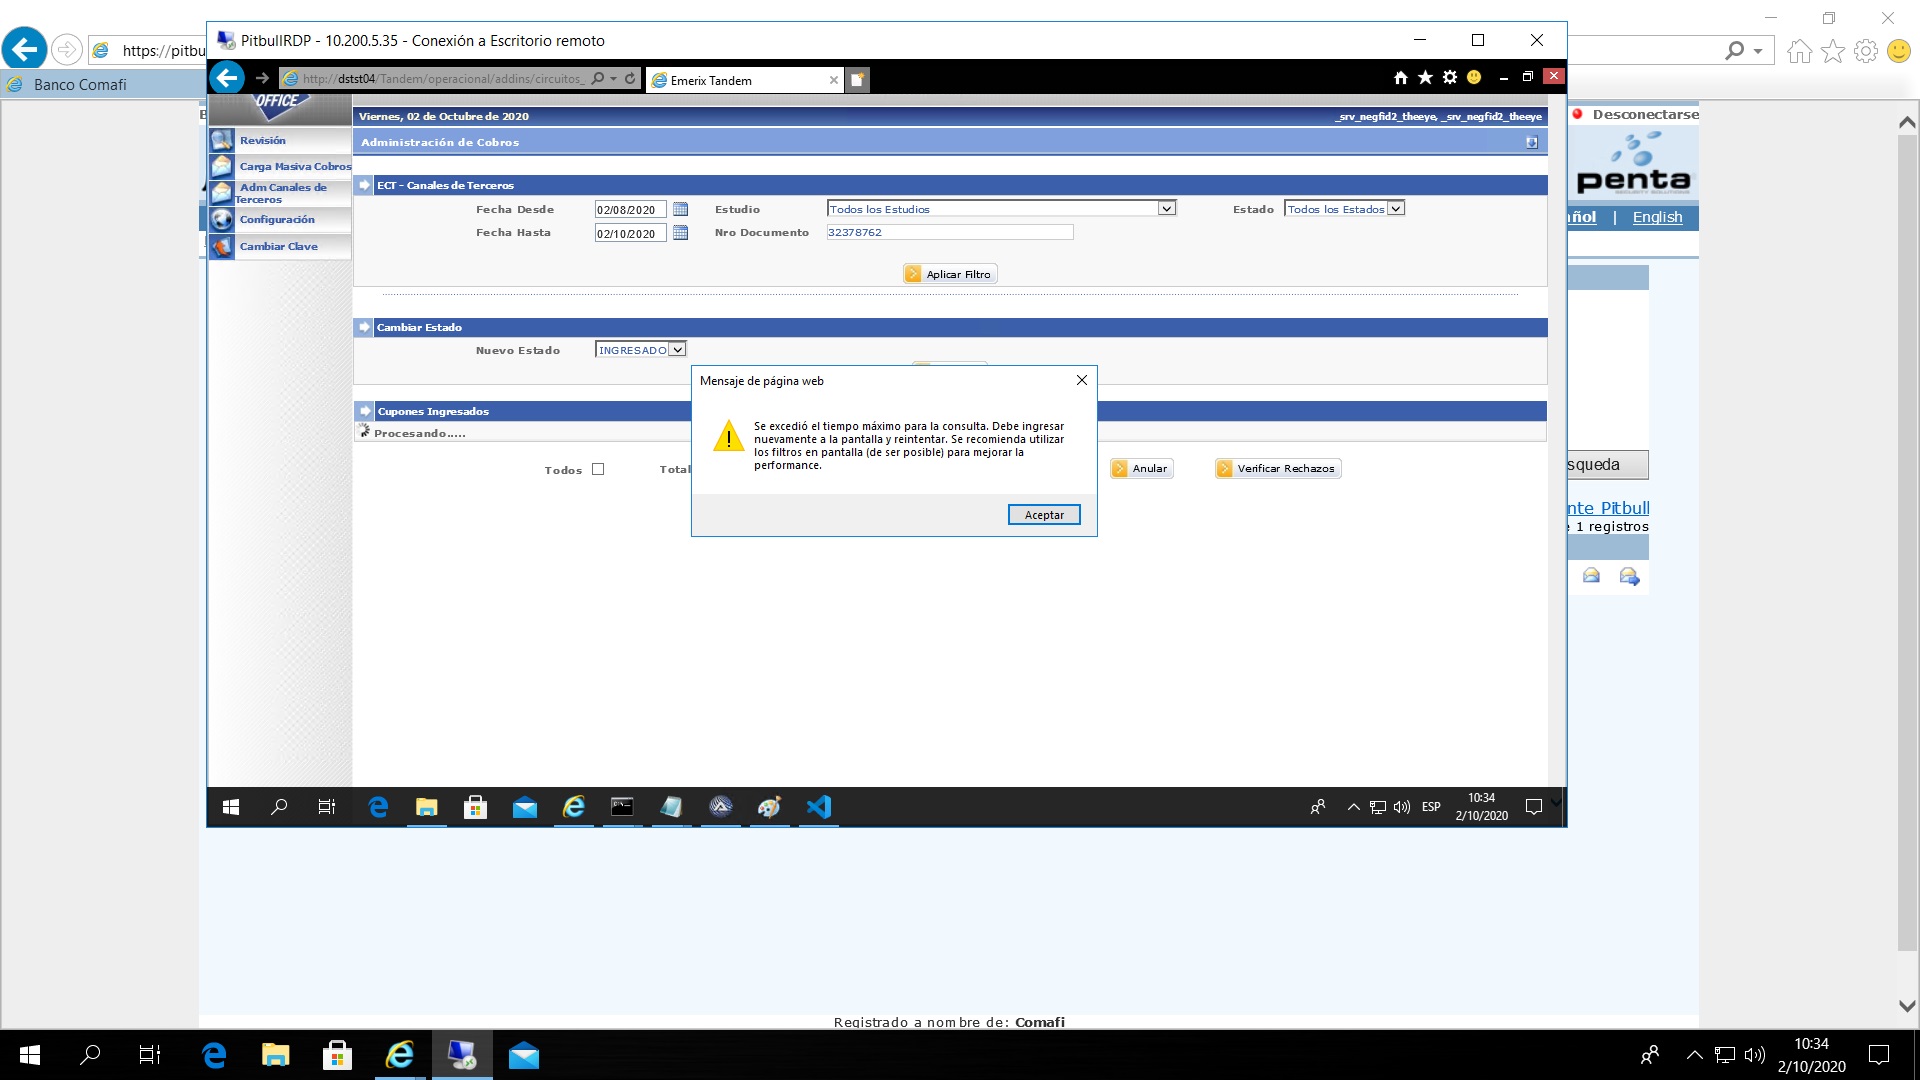 https://pitbu
Banco Comafi
PitbullRDP - 10.200.5.35 - Conexión a Escritorio remoto
http://dstst04/Tandem/operacional/addins/circuitos_
Emerix Tandem
OFFICE
Viernes, 02 de Octubre de 2020
_srv_negfid2_theeye, _srv_negfid2_theeye
Desconectarse
Administración de Cobros
Revisión
Carga Masiva Cobros
Adm Canales de
Terceros
Configuración
Cambiar Clave
ECT - Canales de Terceros
Fecha Desde
02/08/2020
Estudio
Todos los Estudios
Estado
Todos los Estados
Fecha Hasta
02/10/2020
Nro Documento
32378762
Aplicar Filtro
penta
SECURITY SOLUTIONS
ñol | English
Cambiar Estado
Nuevo Estado
INGRESADO
Mensaje de página web
Se excedió el tiempo máximo para la consulta. Debe ingresar
nuevamente a la pantalla y reintentar. Se recomienda utilizar
los filtros en pantalla (de ser posible) para mejorar la
performance.
Aceptar
Cupones Ingresados
Procesando.....
Todos
Total
Anular
Verificar Rechazos
squeda
nte Pitbull
1 registros
ESP
10:34
2/10/2020
Registrado a nombre de: Comafi
10:34
2/10/2020